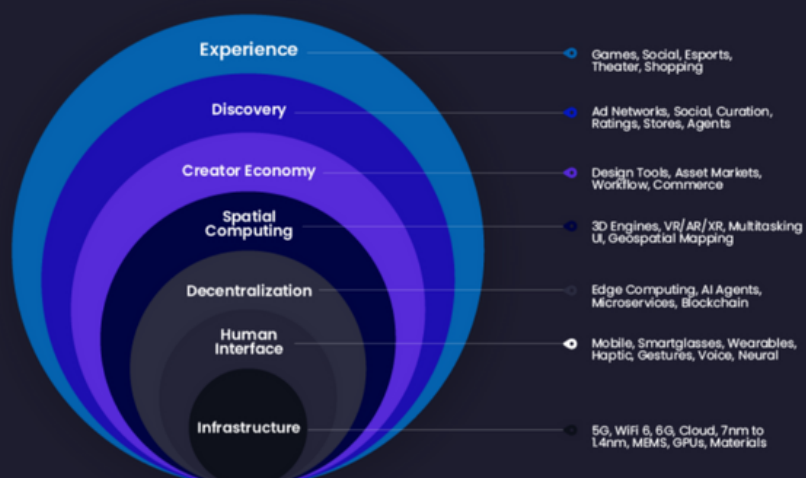 Experience
Games, Social, Esports,
Theater, Shopping
Discovery
Ad Networks, Social, Curation,
Ratings, Stores, Agents
Creator Economy
Design Tools, Asset Markets,
Workflow, Commerce
Spatial
Computing
3D Engines, VR/AR/XR, Multitasking
UI, Geospatial Mapping
Decentralization
Edge Computing, AI Agents,
Microservices, Blockchain
Human
Interface
Mobile, Smartglasses, Wearables,
Haptic, Gestures, Voice, Neural
Infrastructure
5G, WiFi 6, 6G, Cloud, 7nm to
1.4nm, MEMS, GPUs, Materials